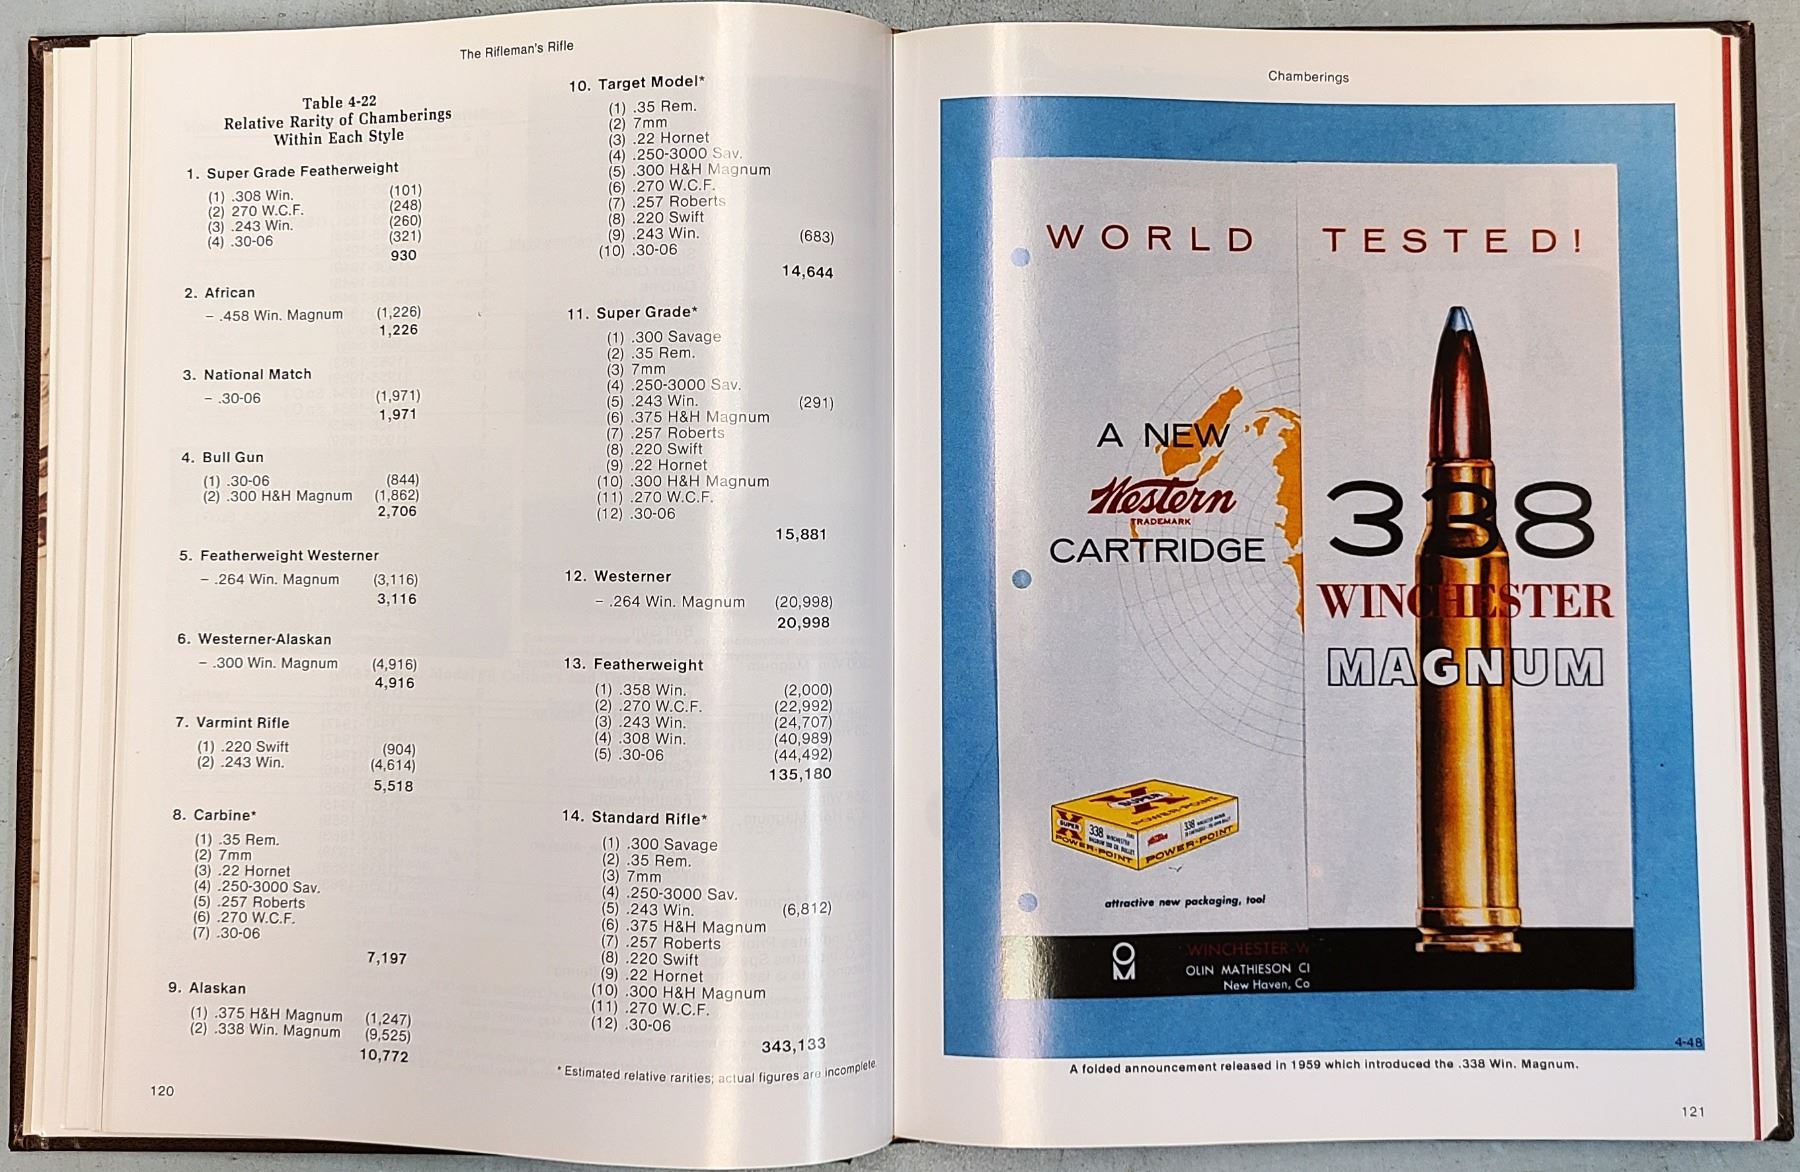 The Rifleman's Rifle
Table 4-22
Relative Rarity of Chamberings
Within Each Style
1. Super Grade Featherweight
(1) .308 Win. (101)
(2) 270 W.C.F. (248)
(3) .243 Win. (260)
(4) .30-06 (321)
930
2. African
– .458 Win. Magnum (1,226)
1,226
3. National Match
– .30-06 (1,971)
1,971
4. Bull Gun
(1) .30-06 (844)
(2) .300 H&H Magnum (1,862)
2,706
5. Featherweight Westerner
– .264 Win. Magnum (3,116)
3,116
6. Westerner-Alaskan
– .300 Win. Magnum (4,916)
4,916
7. Varmint Rifle
(1) .220 Swift (904)
(2) .243 Win. (4,614)
5,518
8. Carbine*
(1) .35 Rem.
(2) 7mm
(3) .22 Hornet
(4) .250-3000 Sav.
(5) .257 Roberts
(6) .270 W.C.F.
(7) .30-06
7,197
9. Alaskan
(1) .375 H&H Magnum (1,247)
(2) .338 Win. Magnum (9,525)
10,772
120
10. Target Model*
(1) .35 Rem.
(2) 7mm
(3) .22 Hornet
(4) .250-3000 Sav.
(5) .300 H&H Magnum
(6) .270 W.C.F.
(7) .257 Roberts
(8) .220 Swift
(9) .243 Win. (683)
(10) .30-06
14,644
11. Super Grade*
(1) .300 Savage
(2) .35 Rem.
(3) 7mm
(4) .250-3000 Sav.
(5) .243 Win. (291)
(6) .375 H&H Magnum
(7) .257 Roberts
(8) .220 Swift
(9) .22 Hornet
(10) .300 H&H Magnum
(11) .270 W.C.F.
(12) .30-06
15,881
12. Westerner
– .264 Win. Magnum (20,998)
20,998
13. Featherweight
(1) .358 Win. (2,000)
(2) .270 W.C.F. (22,992)
(3) .243 Win. (24,707)
(4) .308 Win. (40,989)
(5) .30-06 (44,492)
135,180
14. Standard Rifle*
(1) .300 Savage
(2) .35 Rem.
(3) 7mm
(4) .250-3000 Sav.
(5) .243 Win. (6,812)
(6) .375 H&H Magnum
(7) .257 Roberts
(8) .220 Swift
(9) .22 Hornet
(10) .300 H&H Magnum
(11) .270 W.C.F.
(12) .30-06
343,133
*Estimated relative rarities; actual figures are incomplete.
Chamberings
WORLD TESTED!
A NEW
Western
TRADEMARK
CARTRIDGE
338
WINCHESTER
MAGNUM
SUPER
X
SUPER X
338 WINCHESTER
POWER-POINT
POWER-POINT
338
POWER-POINT
attractive new packaging, too!
OM
WINCHESTER-W
OLIN MATHIESON CI
New Haven, Co
4-48
A folded announcement released in 1959 which introduced the .338 Win. Magnum.
121